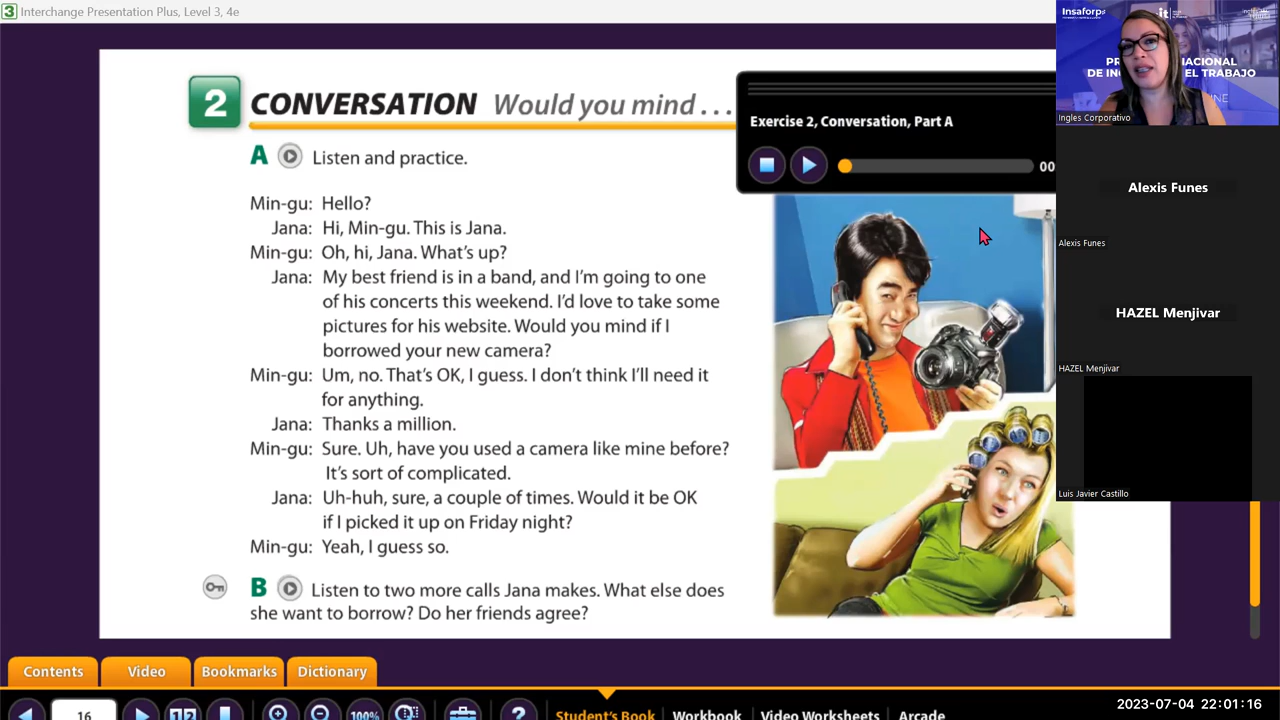 3 Interchange Presentation Plus, Level 3, 4e
2 CONVERSATION Would you mind . . .
A Listen and practice.
Min-gu: Hello?
Jana: Hi, Min-gu. This is Jana.
Min-gu: Oh, hi, Jana. What's up?
Jana: My best friend is in a band, and I'm going to one
of his concerts this weekend. I'd love to take some
pictures for his website. Would you mind if I
borrowed your new camera?
Min-gu: Um, no. That's OK, I guess. I don't think I'll need it
for anything.
Jana: Thanks a million.
Min-gu: Sure. Uh, have you used a camera like mine before?
It's sort of complicated.
Jana: Uh-huh, sure, a couple of times. Would it be OK
if I picked it up on Friday night?
Min-gu: Yeah, I guess so.
B Listen to two more calls Jana makes. What else does
she want to borrow? Do her friends agree?
Exercise 2, Conversation, Part A
00
Insaforp
it
Ingles Corporativo
Alexis Funes
Alexis Funes
HAZEL Menjivar
HAZEL Menjivar
Luis Javier Castillo
Contents Video Bookmarks Dictionary
16 1 2 100% ?
Student's Book Workbook Video Worksheets Arcade
2023-07-04 22:01:16